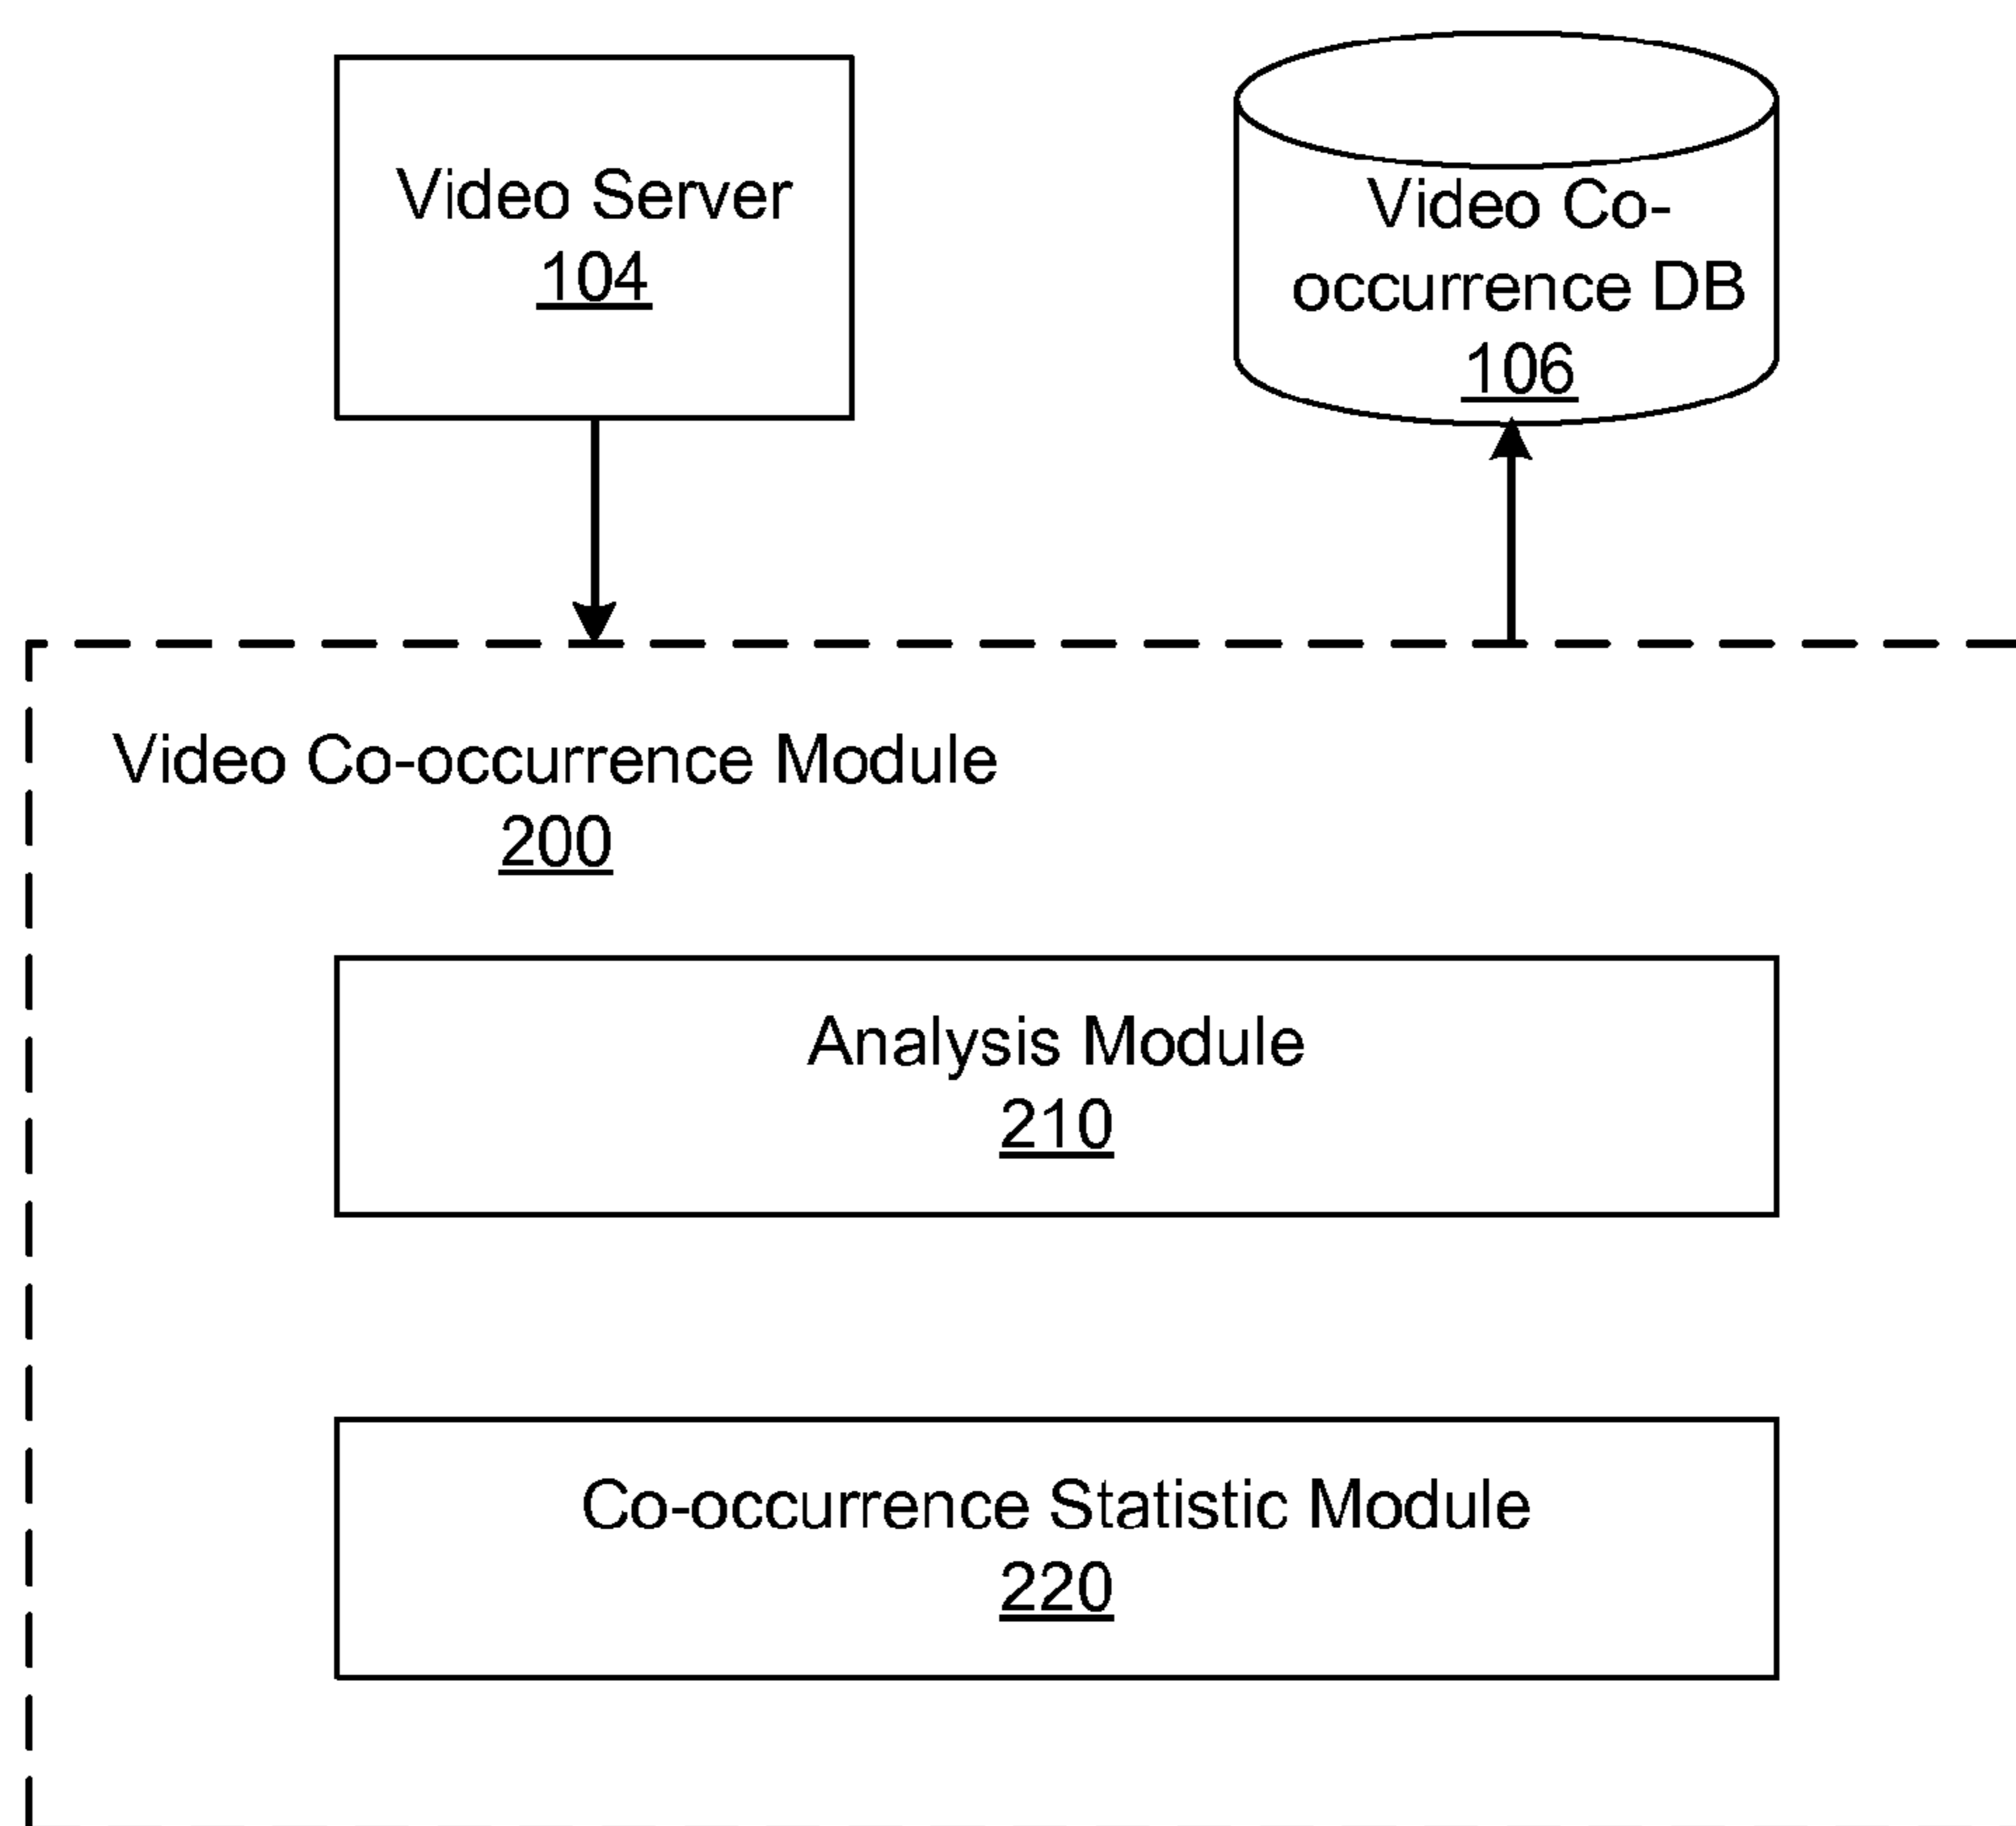 Video Server
104
Video Co-
occurrence DB
106
Video Co-occurrence Module
200
Analysis Module
210
Co-occurrence Statistic Module
220